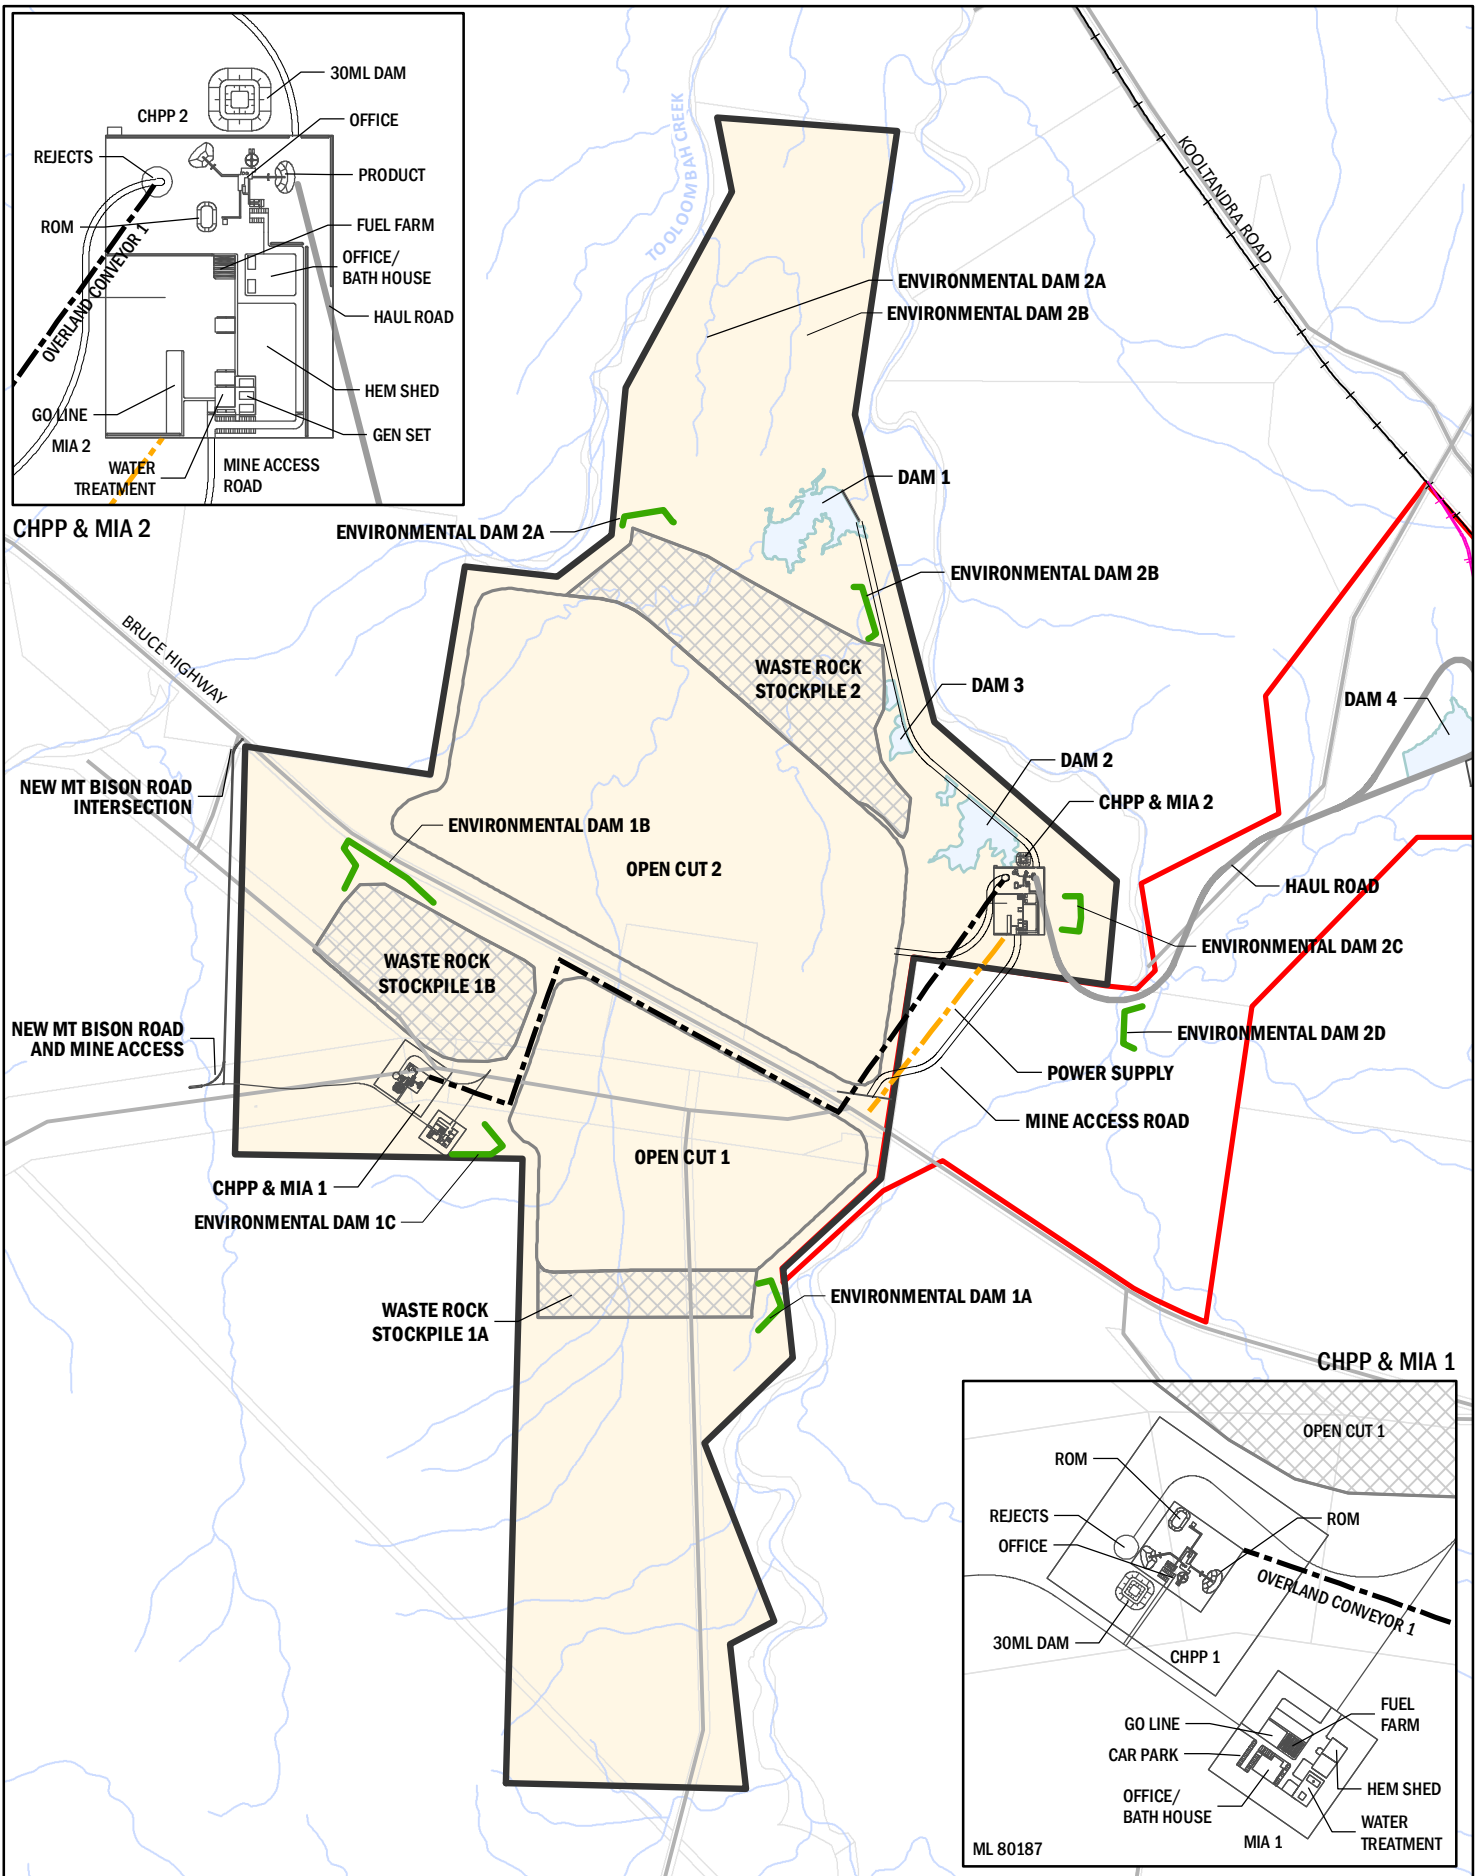 30ML DAM
CHPP 2
OFFICE
REJECTS
PRODUCT
ROM
FUEL FARM
OFFICE/
BATH HOUSE
OVERLAND CONVEYOR 1
HAUL ROAD
HEM SHED
GO LINE
GEN SET
MIA 2
WATER
TREATMENT
MINE ACCESS
ROAD
CHPP & MIA 2
TO OLOOMBAH CREEK
KOOLTANDRA ROAD
ENVIRONMENTAL DAM 2A
ENVIRONMENTAL DAM 2B
DAM 1
ENVIRONMENTAL DAM 2A
ENVIRONMENTAL DAM 2B
BRUCE HIGHWAY
WASTE ROCK
STOCKPILE 2
DAM 3
DAM 4
DAM 2
NEW MT BISON ROAD
INTERSECTION
CHPP & MIA 2
ENVIRONMENTAL DAM 1B
OPEN CUT 2
HAUL ROAD
ENVIRONMENTAL DAM 2C
WASTE ROCK
STOCKPILE 1B
NEW MT BISON ROAD
AND MINE ACCESS
ENVIRONMENTAL DAM 2D
POWER SUPPLY
MINE ACCESS ROAD
OPEN CUT 1
CHPP & MIA 1
ENVIRONMENTAL DAM 1C
ENVIRONMENTAL DAM 1A
WASTE ROCK
STOCKPILE 1A
CHPP & MIA 1
OPEN CUT 1
ROM
REJECTS
ROM
OFFICE
OVERLAND CONVEYOR 1
30ML DAM
CHPP 1
FUEL
FARM
GO LINE
CAR PARK
HEM SHED
OFFICE/
BATH HOUSE
WATER
TREATMENT
MIA 1
ML 80187